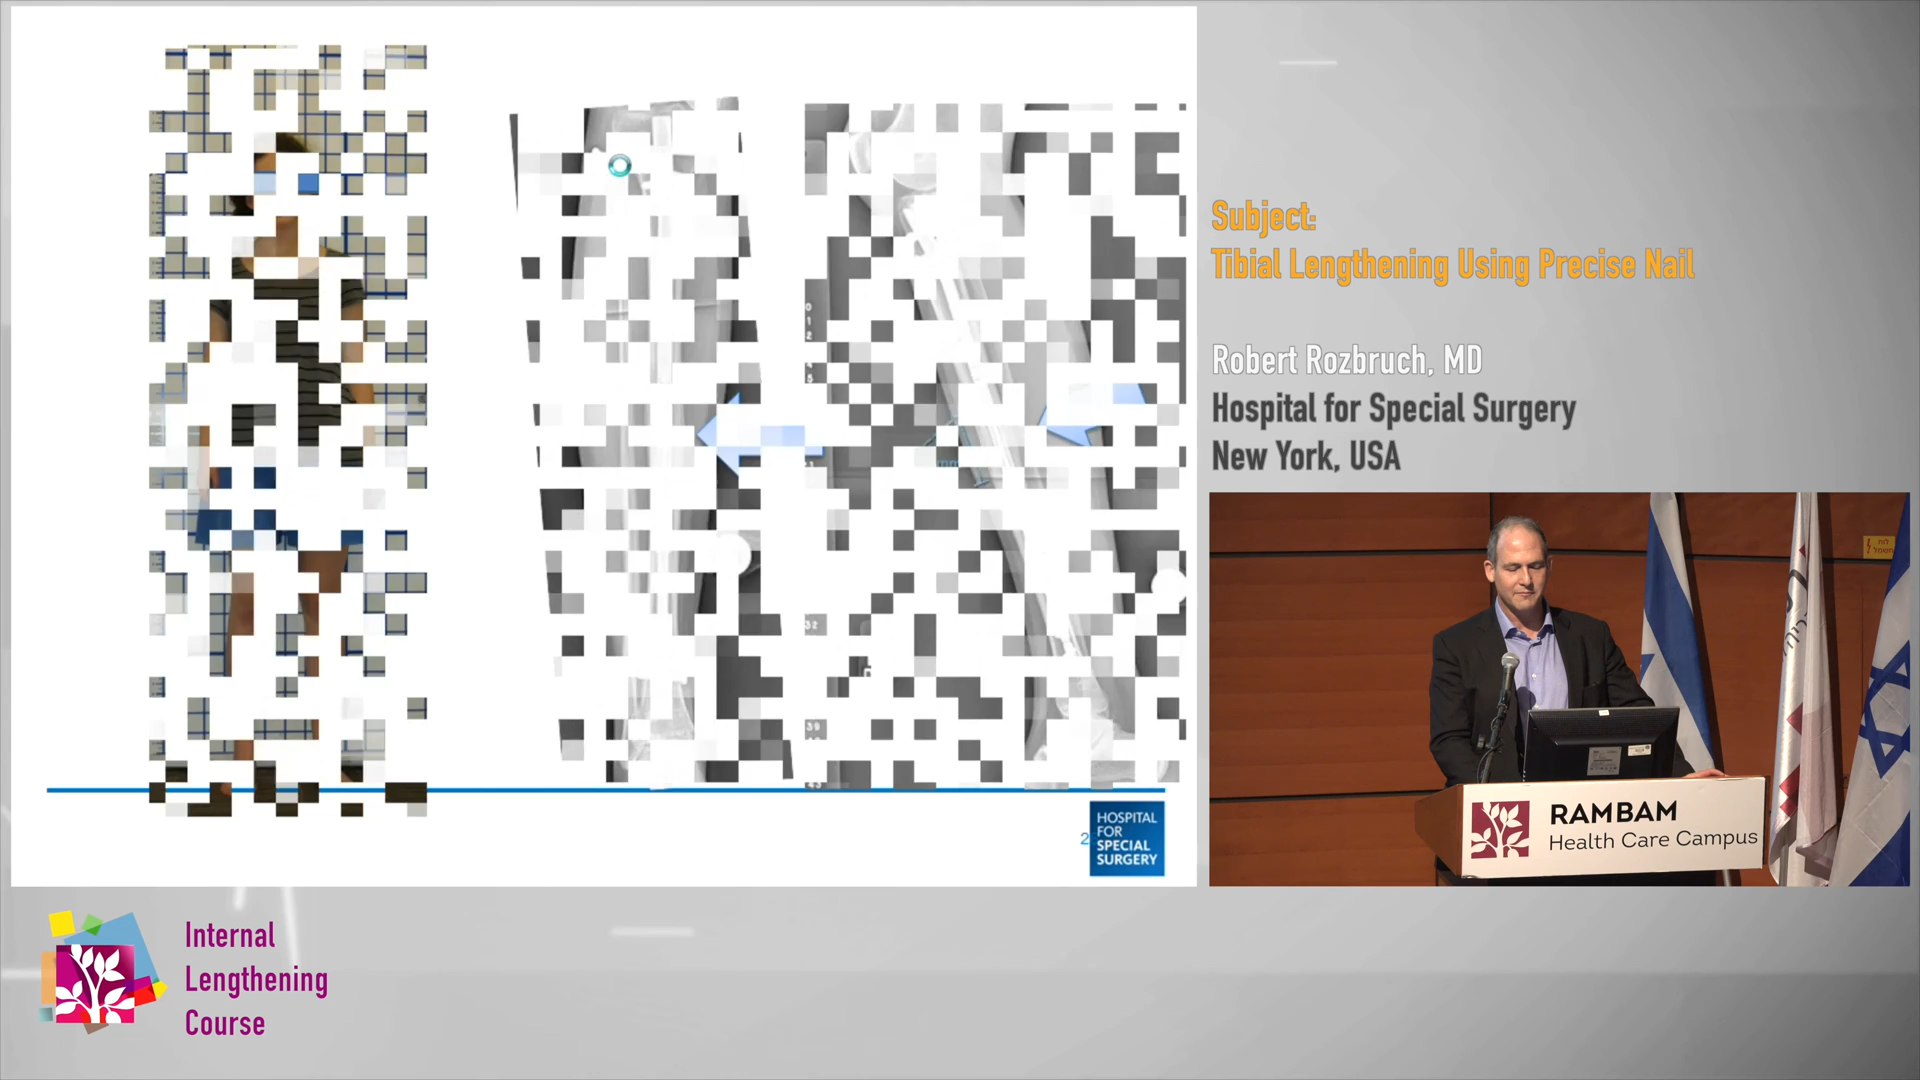 Subject:
Tibial Lengthening Using Precise Nail
Robert Rozbruch, MD
Hospital for Special Surgery
New York, USA
2
HOSPITAL
FOR
SPECIAL
SURGERY
RAMBAM
Health Care Campus
Internal
Lengthening
Course